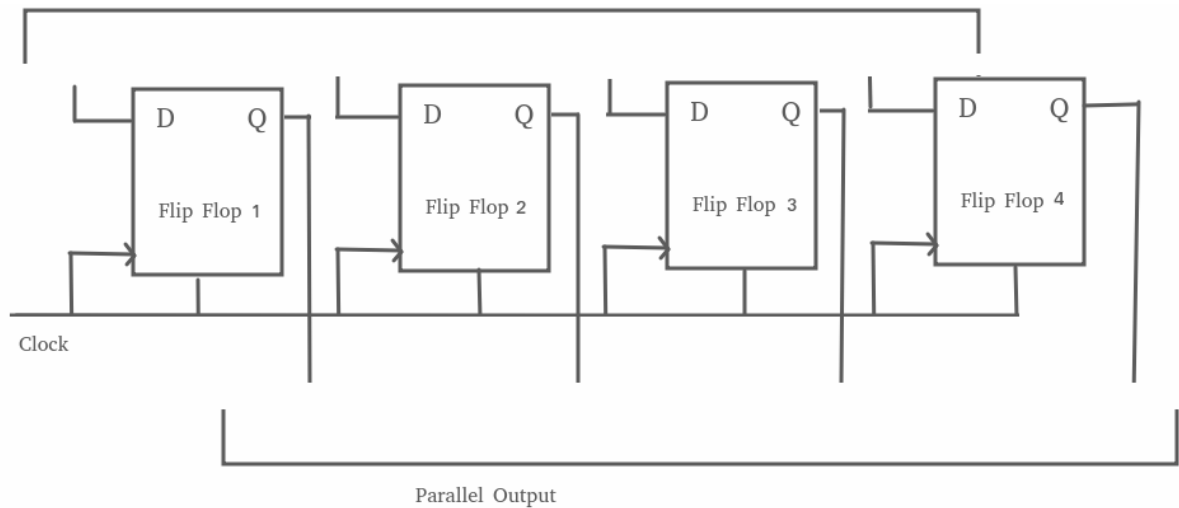 D Q D Q D Q D Q
Flip Flop 1 Flip Flop 2 Flip Flop 3 Flip Flop 4
Clock
Parallel Output